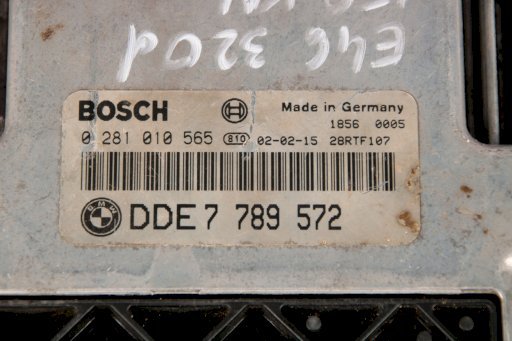 E46 320d
BOSCH
Made in Germany
1856 0005
0 281 010 565 810 02-02-15 28RTF107
BMW DDE7 789 572